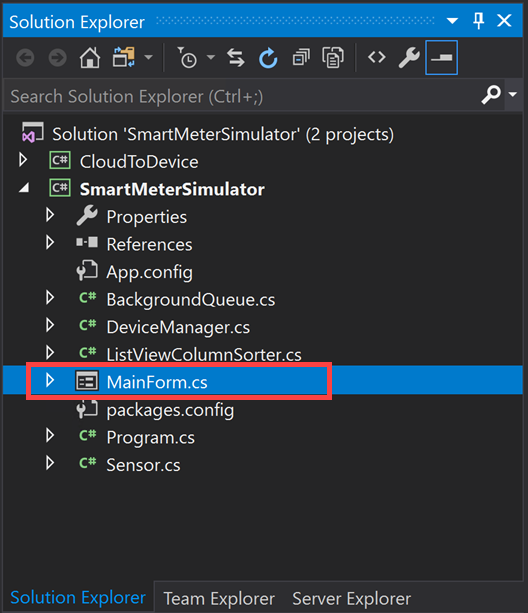 Solution Explorer
Search Solution Explorer (Ctrl+;)
Solution 'SmartMeterSimulator' (2 projects)
C# CloudToDevice
C# SmartMeterSimulator
Properties
References
App.config
C# BackgroundQueue.cs
C# DeviceManager.cs
C# ListViewColumnSorter.cs
MainForm.cs
packages.config
C# Program.cs
C# Sensor.cs
Solution Explorer Team Explorer Server Explorer